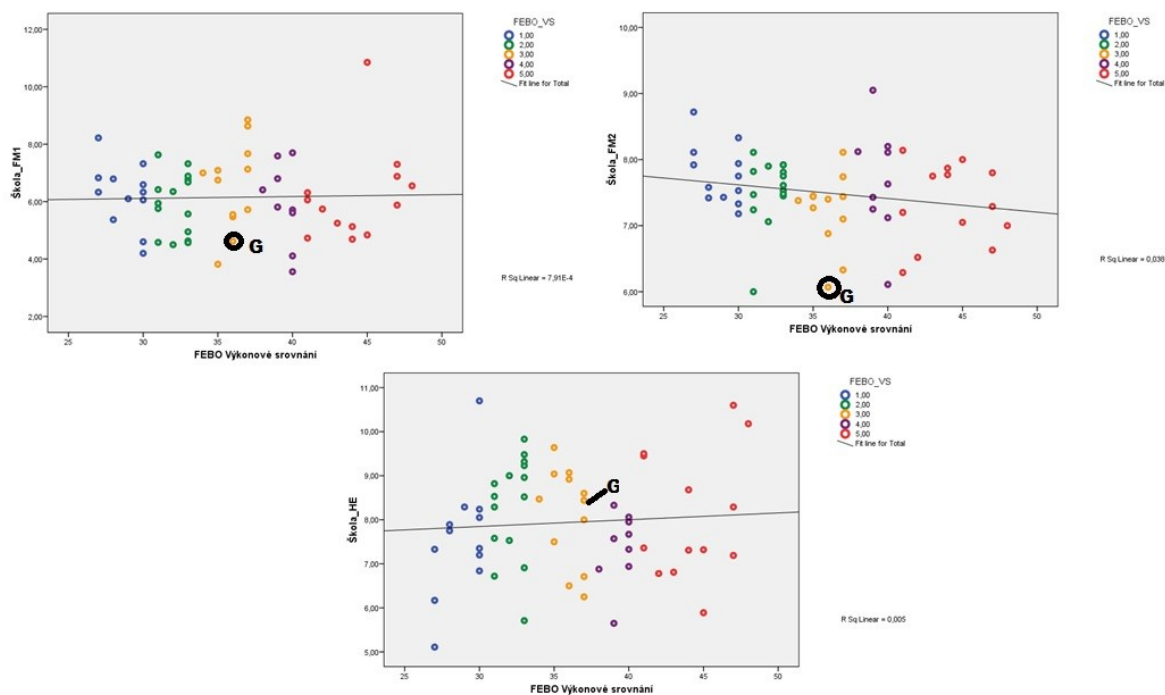 12,00
10,00
8,00
6,00
4,00
2,00
Škola_FM1
25 30 35 40 45 50
FEBO Výkonové srovnání
G
FEBO_VS
1,00
2,00
3,00
4,00
5,00
Fit line for Total
R Sq Linear = 7,91E-4
10,00
9,00
8,00
7,00
6,00
Škola_FM2
25 30 35 40 45 50
FEBO Výkonové srovnání
G
FEBO_VS
1,00
2,00
3,00
4,00
5,00
Fit line for Total
R Sq Linear = 0,038
11,00
10,00
9,00
8,00
7,00
6,00
5,00
Škola_HE
25 30 35 40 45 50
FEBO Výkonové srovnání
G
FEBO_VS
1,00
2,00
3,00
4,00
5,00
Fit line for Total
R Sq Linear = 0,005